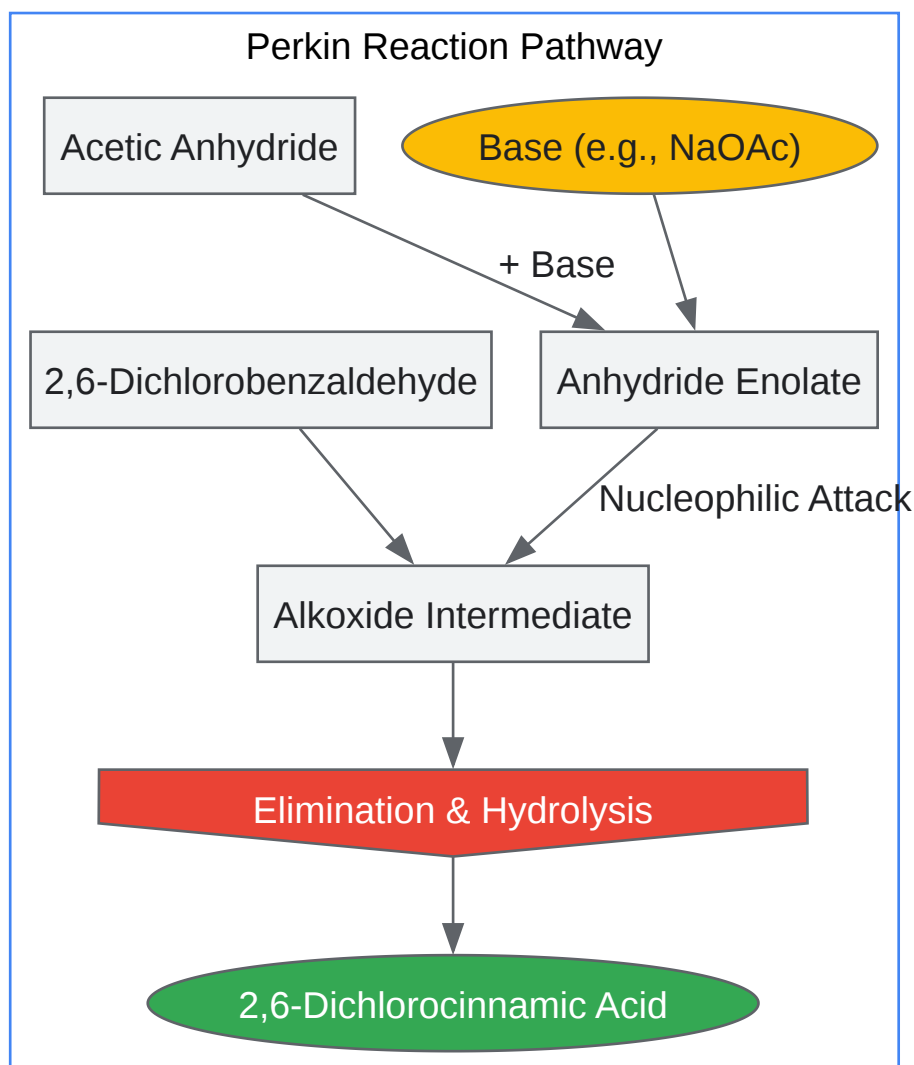 Perkin Reaction Pathway
Acetic Anhydride
Base (e.g., NaOAc)
+ Base
2,6-Dichlorobenzaldehyde
Anhydride Enolate
Nucleophilic Attack
Alkoxide Intermediate
Elimination & Hydrolysis
2,6-Dichlorocinnamic Acid